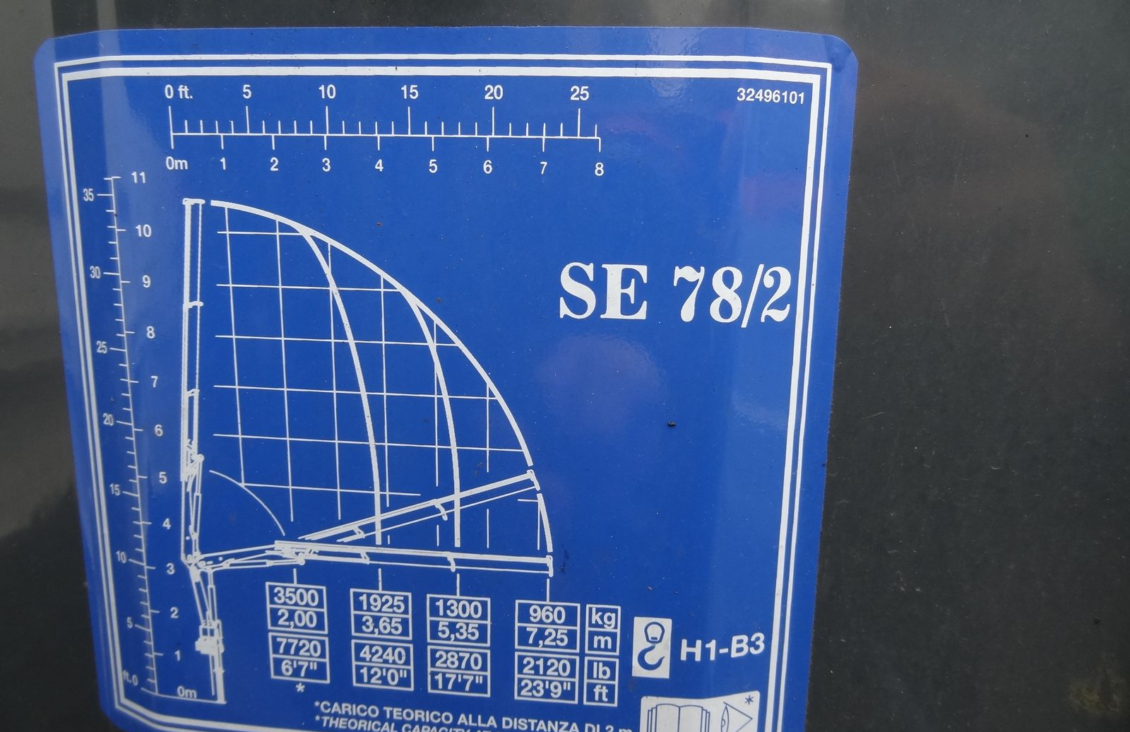 0 ft. 5 10 15 20 25
32496101
0m 1 2 3 4 5 6 7 8
11
35
10
30
9
8
25
7
20
6
5
15
4
10
3
2
5
1
ft.0
0m
SE 78/2
3500 1925 1300 960 kg
2,00 3,65 5,35 7,25 m
7720 4240 2870 2120 lb
6'7" 12'0" 17'7" 23'9" ft
*
H1-B3
*
*CARICO TEORICO ALLA DISTANZA DI 2 m
*THEORICAL CAPACITY